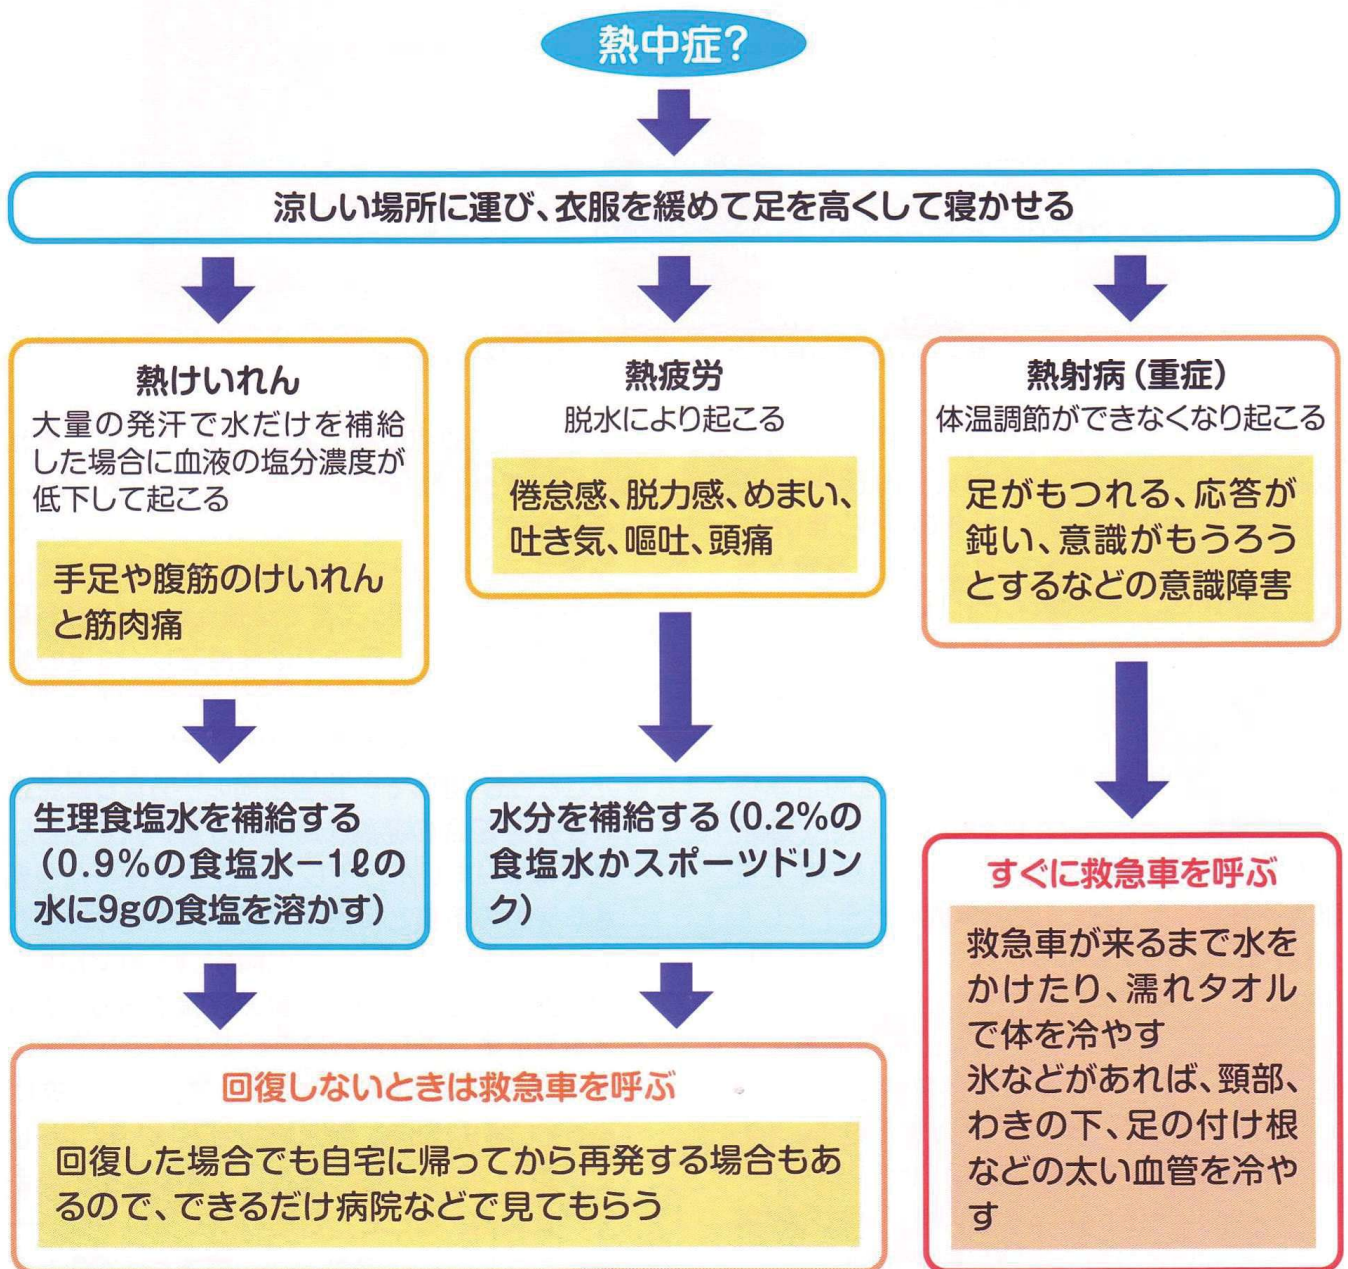 熱中症?
涼しい場所に運び、衣服を緩めて足を高くして寝かせる
熱けいれん
大量の発汗で水だけを補給
した場合に血液の塩分濃度が
低下して起こる
手足や腹筋のけいれん
と筋肉痛
熱疲労
脱水により起こる
倦怠感、脱力感、めまい、
吐き気、嘔吐、頭痛
熱射病(重症)
体温調節ができなくなり起こる
足がもつれる、応答が
鈍い、意識がもうろう
とするなどの意識障害
生理食塩水を補給する
(0.9%の食塩水−1ℓの
水に9gの食塩を溶かす)
水分を補給する(0.2%の
食塩水かスポーツドリン
ク)
すぐに救急車を呼ぶ
救急車が来るまで水を
かけたり、濡れタオル
で体を冷やす
氷などがあれば、頸部、
わきの下、足の付け根
などの太い血管を冷や
す
回復しないときは救急車を呼ぶ
回復した場合でも自宅に帰ってから再発する場合もあ
るので、できるだけ病院などで見てもらう